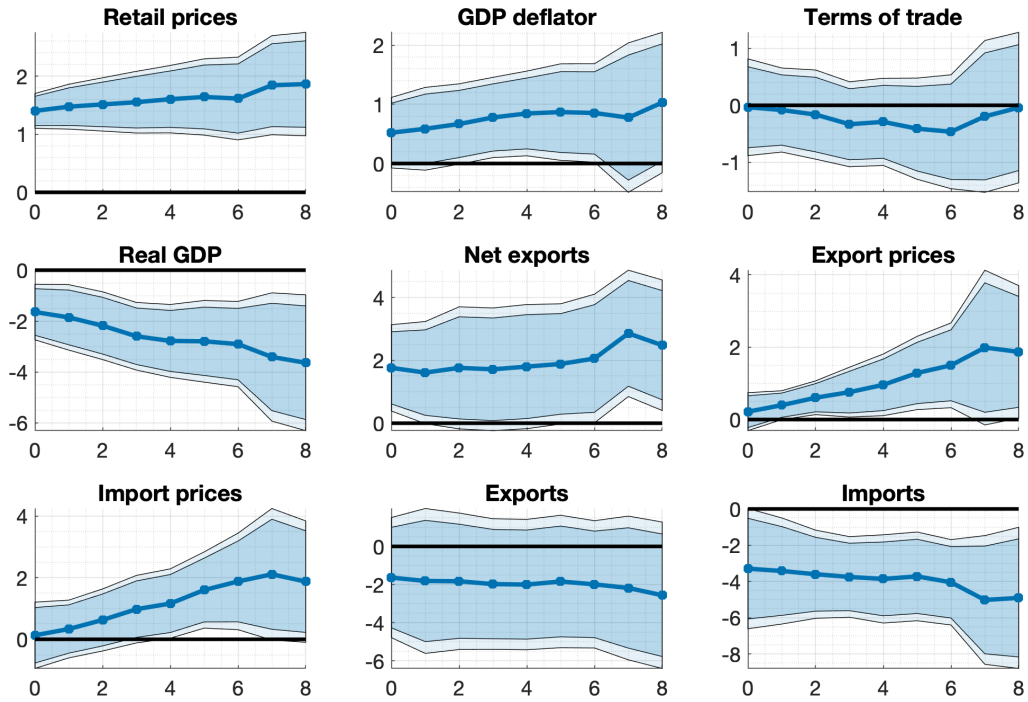 Retail prices
2
1
0
0 2 4 6 8
GDP deflator
2
1
0
0 2 4 6 8
Terms of trade
1
0
-1
0 2 4 6 8
Real GDP
0
-2
-4
-6
0 2 4 6 8
Net exports
4
2
0
0 2 4 6 8
Export prices
4
2
0
0 2 4 6 8
Import prices
4
2
0
0 2 4 6 8
Exports
0
-2
-4
-6
0 2 4 6 8
Imports
0
-2
-4
-6
-8
0 2 4 6 8